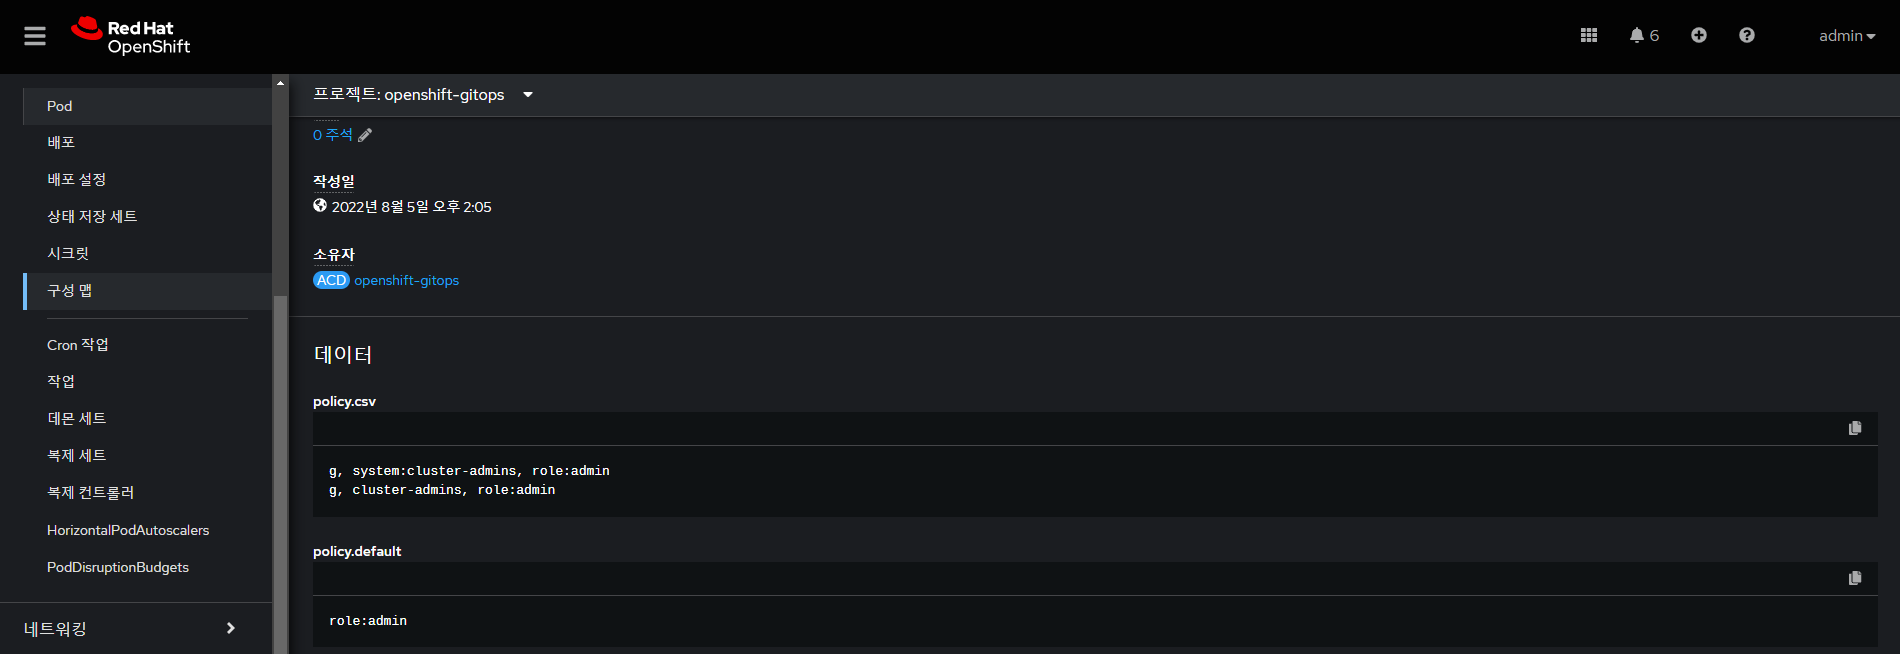 Red Hat
OpenShift
6
admin
Pod
배포
배포 설정
상태 저장 세트
시크릿
구성 맵
Cron 작업
작업
데몬 세트
복제 세트
복제 컨트롤러
HorizontalPodAutoscalers
PodDisruptionBudgets
네트워킹
프로젝트: openshift-gitops
0 주석
작성일
2022년 8월 5일 오후 2:05
소유자
ACD openshift-gitops
데이터
policy.csv
g, system:cluster-admins, role:admin
g, cluster-admins, role:admin
policy.default
role:admin